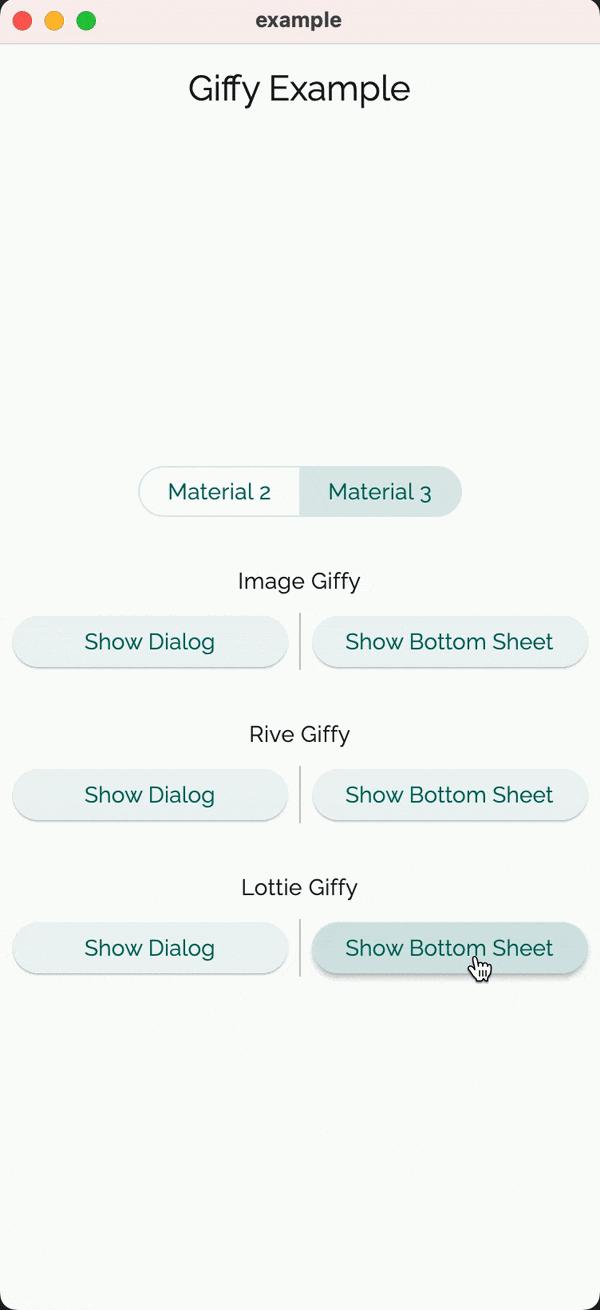 example
Giffy Example
Material 2 Material 3
Image Giffy
Show Dialog Show Bottom Sheet
Rive Giffy
Show Dialog Show Bottom Sheet
Lottie Giffy
Show Dialog Show Bottom Sheet